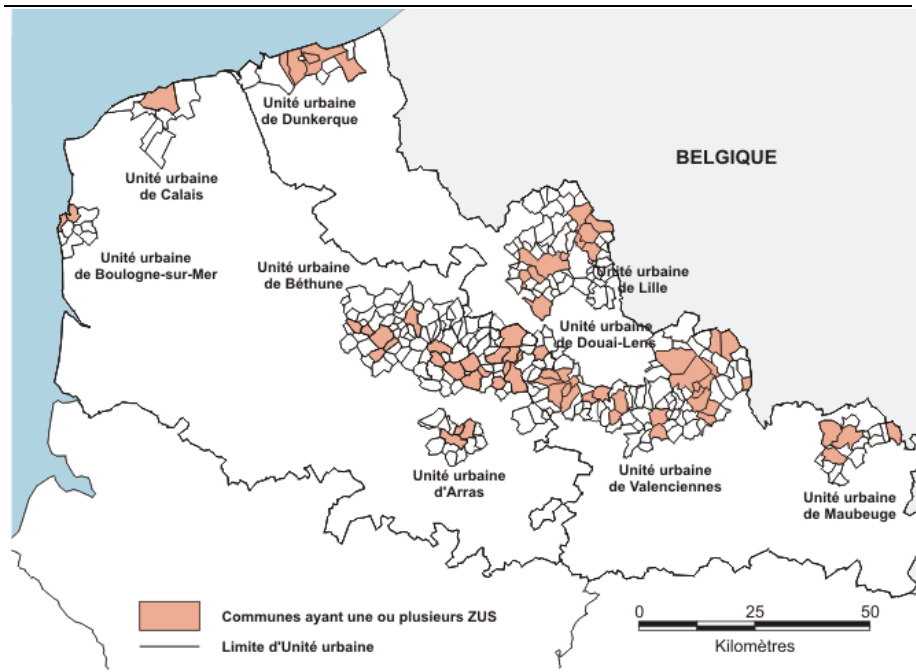 Unité urbaine
de Dunkerque
BELGIQUE
Unité urbaine
de Calais
Unité urbaine
de Boulogne-sur-Mer
Unité urbaine
de Béthune
Unité urbaine
de Lille
Unité urbaine
de Douai-Lens
Unité urbaine
d'Arras
Unité urbaine
de Valenciennes
Unité urbaine
de Maubeuge
Communes ayant une ou plusieurs ZUS
Limite d'Unité urbaine
0 25 50
Kilomètres